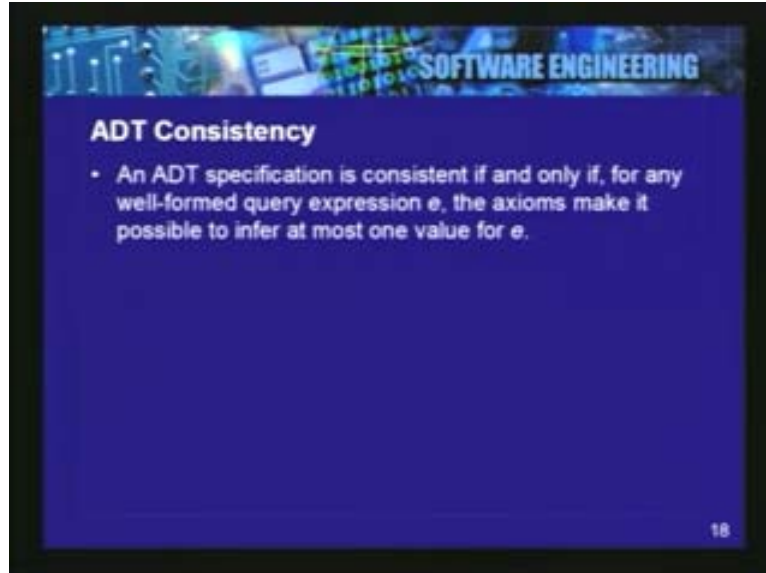 SOFTWARE ENGINEERING
ADT Consistency
• An ADT specification is consistent if and only if, for any
well-formed query expression e, the axioms make it
possible to infer at most one value for e.
18